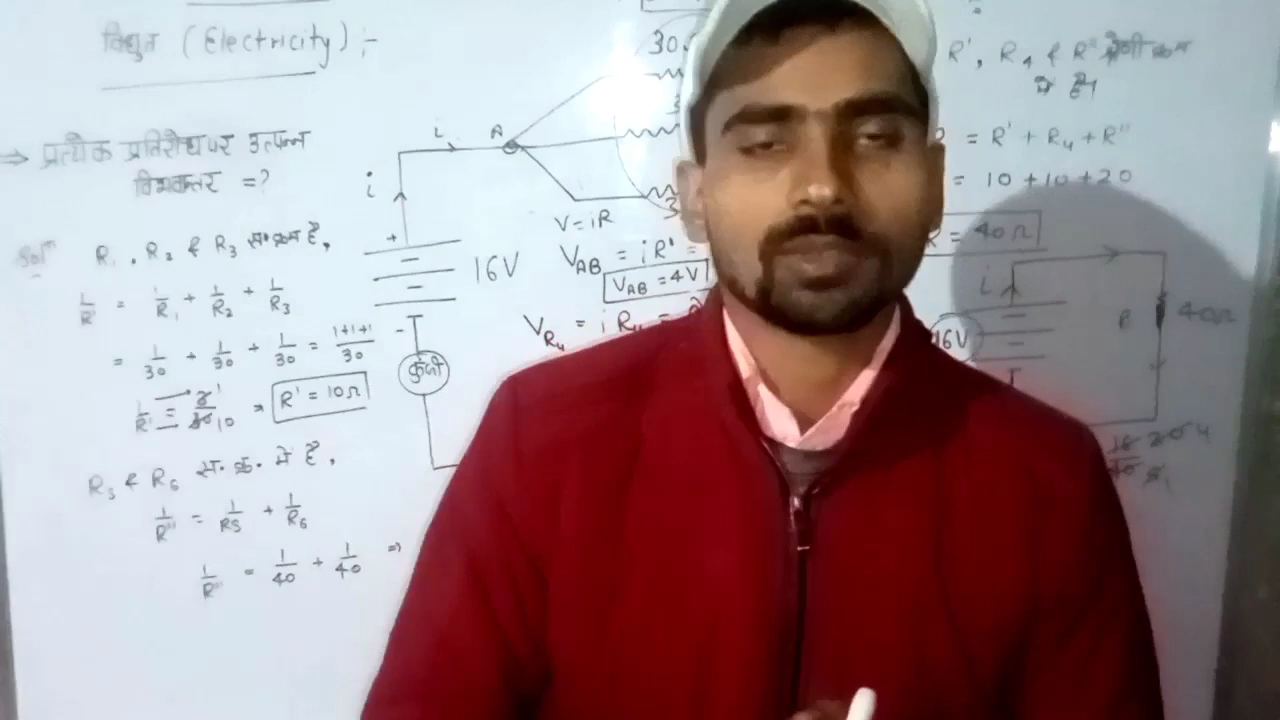 विद्युत (Electricity) :-
⇒ प्रत्येक प्रतिरोध पर उत्पन्न
विभवान्तर = ?
Solⁿ R₁, R₂ & R₃ स॰ क्रम है,
1/R' = 1/R₁ + 1/R₂ + 1/R₃
= 1/30 + 1/30 + 1/30 = 1+1+1/30
R' = 10Ω
R₅ & R₆ स॰ क्र॰ में है,
1/R'' = 1/R5 + 1/R6
1/R'' = 1/40 + 1/40 ⇒
30
i
A
i
+
16V
-
कुंजी
V = iR
V_AB = iR' =
V_AB = 4V
V_R₄ = i R₄ =
R', R₄ & R'' श्रेणी क्रम
में है।
= R' + R₄ + R''
= 10 + 10 + 20
R = 40Ω
i
16V
R
40Ω